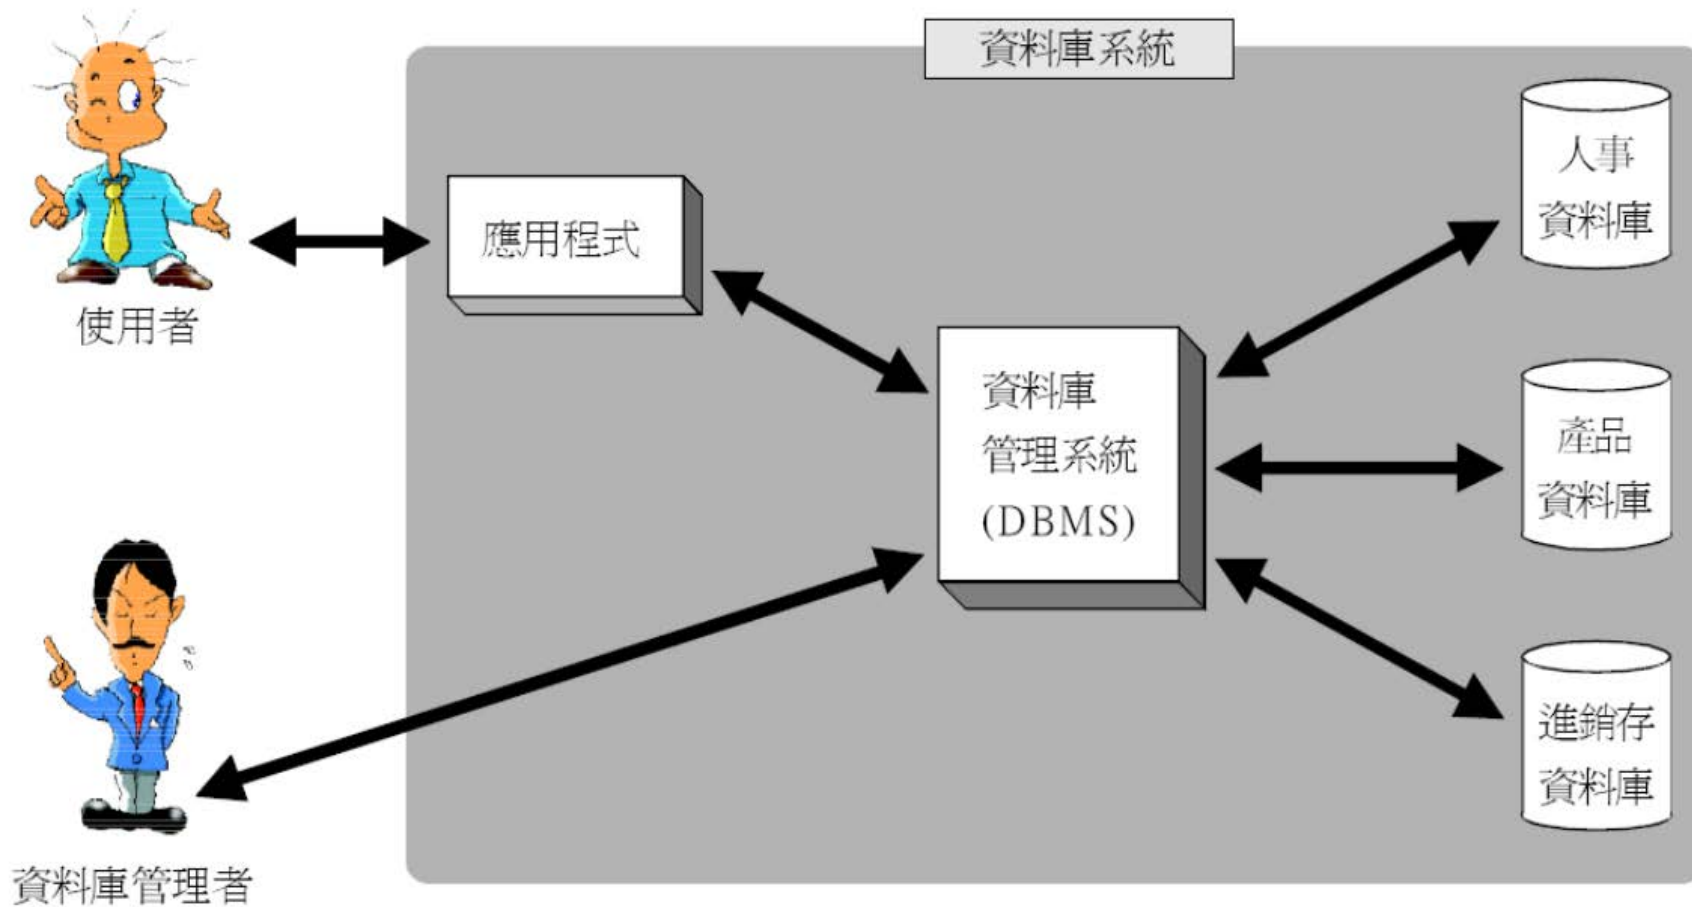 資料庫系統
使用者
應用程式
資料庫
管理系統
(DBMS)
人事
資料庫
產品
資料庫
進銷存
資料庫
資料庫管理者